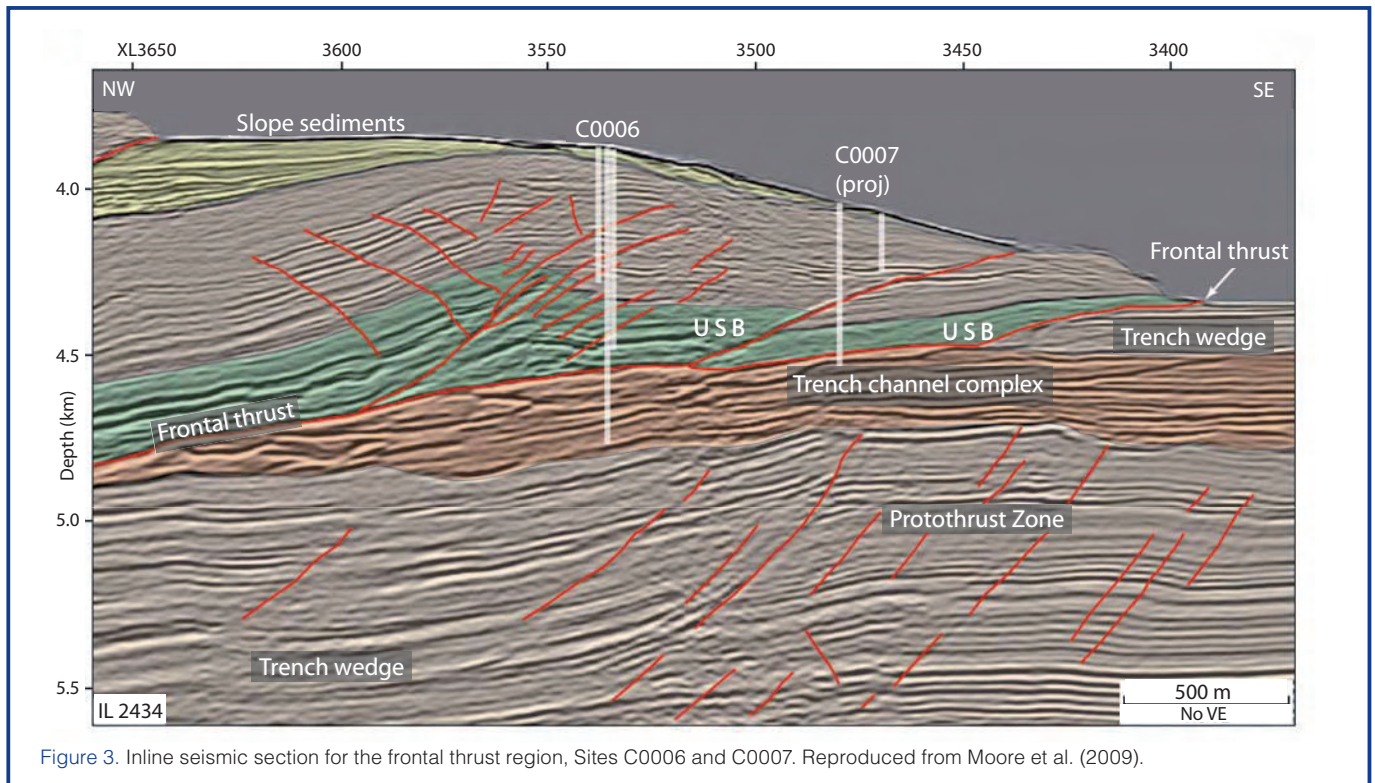 XL3650 3600 3550 3500 3450 3400
NW
SE
Slope sediments
C0006
C0007
(proj)
4.0
Frontal thrust
U S B
U S B
Trench wedge
4.5
Trench channel complex
Frontal thrust
Depth (km)
5.0
Protothrust Zone
Trench wedge
5.5
IL 2434
500 m
No VE
Figure 3. Inline seismic section for the frontal thrust region, Sites C0006 and C0007. Reproduced from Moore et al. (2009).